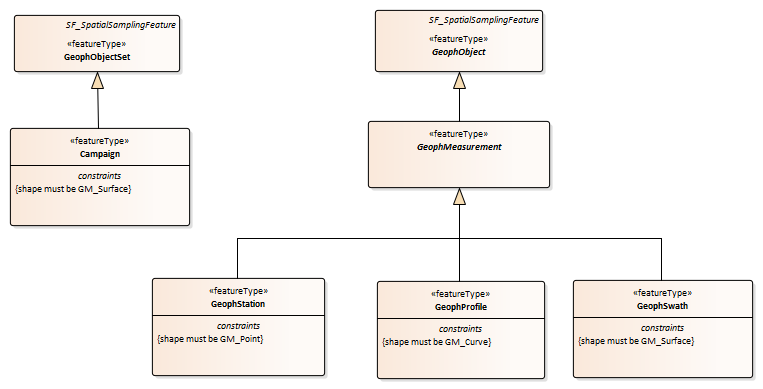 SF_SpatialSamplingFeature
«featureType»
GeophObjectSet
SF_SpatialSamplingFeature
«featureType»
GeophObject
«featureType»
Campaign
constraints
{shape must be GM_Surface}
«featureType»
GeophMeasurement
«featureType»
GeophStation
constraints
{shape must be GM_Point}
«featureType»
GeophProfile
constraints
{shape must be GM_Curve}
«featureType»
GeophSwath
constraints
{shape must be GM_Surface}